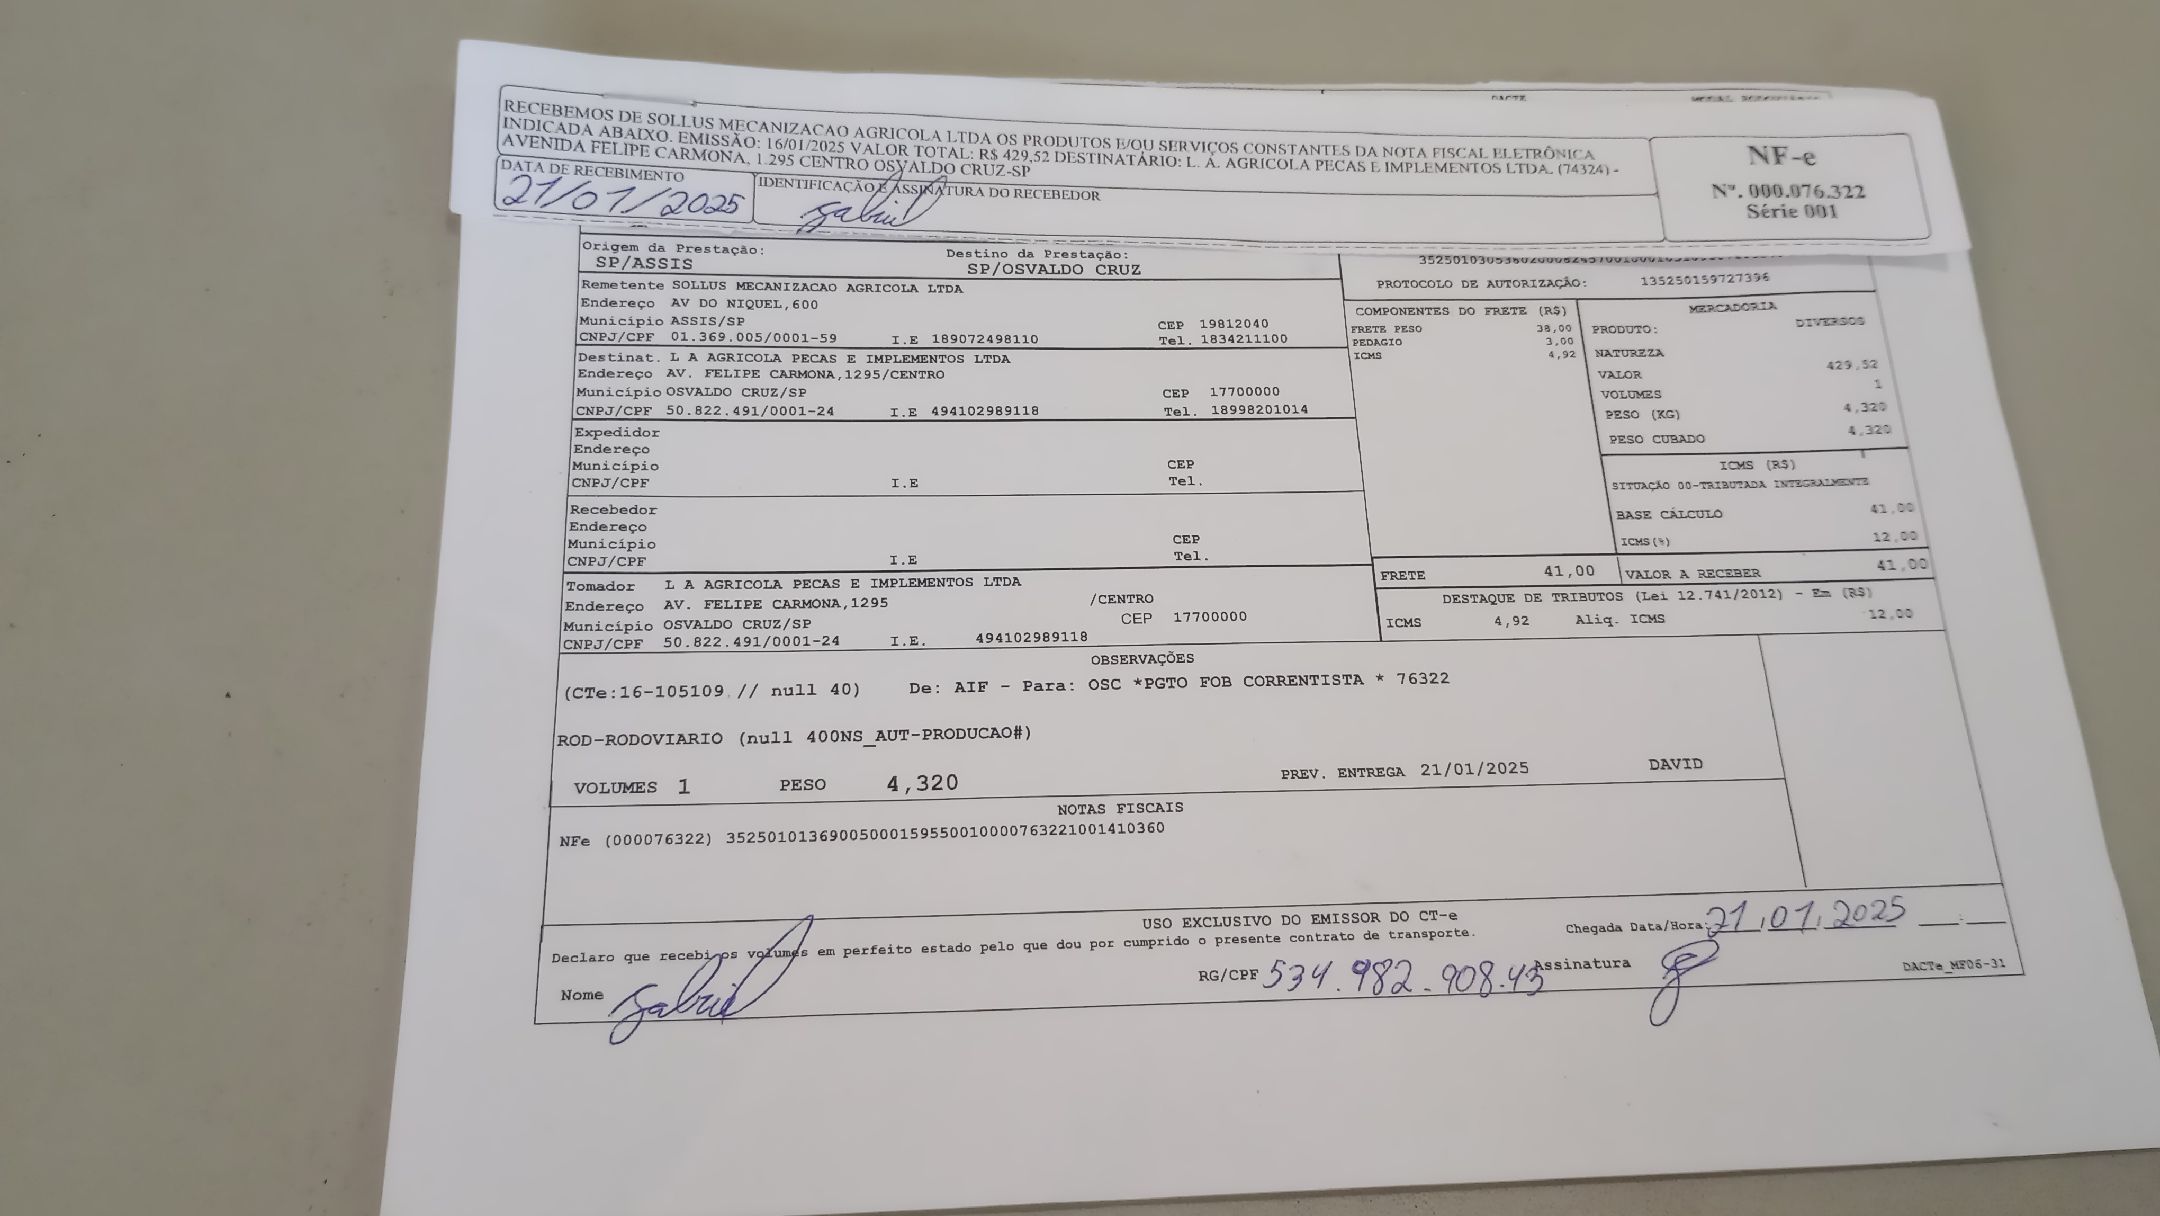 DACTE
RECEBEMOS DE SOLLUS MECANIZACAO AGRICOLA LTDA OS PRODUTOS E/OU SERVIÇOS CONSTANTES DA NOTA FISCAL ELETRÔNICA
INDICADA ABAIXO. EMISSÃO: 16/01/2025 VALOR TOTAL: R$ 429,52 DESTINATÁRIO: L. A. AGRICOLA PECAS E IMPLEMENTOS LTDA. (74324) -
AVENIDA FELIPE CARMONA, 1.295 CENTRO OSVALDO CRUZ-SP
DATA DE RECEBIMENTO
21/01/2025
IDENTIFICAÇÃO E ASSINATURA DO RECEBEDOR
Gabriel
NF-e
Nº. 000.076.322
Série 001
Origem da Prestação: Destino da Prestação:
SP/ASSIS SP/OSVALDO CRUZ
Remetente SOLLUS MECANIZACAO AGRICOLA LTDA
Endereço AV DO NIQUEL,600
Município ASSIS/SP CEP 19812040
CNPJ/CPF 01.369.005/0001-59 I.E 189072498110 Tel. 1834211100
Destinat. L A AGRICOLA PECAS E IMPLEMENTOS LTDA
Endereço AV. FELIPE CARMONA,1295/CENTRO
Município OSVALDO CRUZ/SP CEP 17700000
CNPJ/CPF 50.822.491/0001-24 I.E 494102989118 Tel. 18998201014
Expedidor
Endereço
Município CEP
CNPJ/CPF I.E Tel.
Recebedor
Endereço
Município CEP
CNPJ/CPF I.E Tel.
Tomador L A AGRICOLA PECAS E IMPLEMENTOS LTDA
Endereço AV. FELIPE CARMONA,1295 /CENTRO
Município OSVALDO CRUZ/SP CEP 17700000
CNPJ/CPF 50.822.491/0001-24 I.E. 494102989118
PROTOCOLO DE AUTORIZAÇÃO: 135250159727396
COMPONENTES DO FRETE (R$)
FRETE PESO 38,00
PEDAGIO 3,00
ICMS 4,92
MERCADORIA
PRODUTO: DIVERSOS
NATUREZA
VALOR 429,52
VOLUMES 1
PESO (KG) 4,320
PESO CUBADO 4,320
ICMS (R$)
SITUAÇÃO 00-TRIBUTADA INTEGRALMENTE
BASE CÁLCULO 41,00
ICMS(%) 12,00
FRETE 41,00 VALOR A RECEBER 41,00
DESTAQUE DE TRIBUTOS (Lei 12.741/2012) - Em (R$)
ICMS 4,92 Aliq. ICMS 12,00
OBSERVAÇÕES
(CTe:16-105109 // null 40) De: AIF - Para: OSC *PGTO FOB CORRENTISTA * 76322
ROD-RODOVIARIO (null 400NS_AUT-PRODUCAO#)
VOLUMES 1 PESO 4,320 PREV. ENTREGA 21/01/2025 DAVID
NOTAS FISCAIS
NFe (000076322) 35250101369005000159550010000763221001410360
USO EXCLUSIVO DO EMISSOR DO CT-e
Declaro que recebi os volumes em perfeito estado pelo que dou por cumprido o presente contrato de transporte.
Chegada Data/Hora: 21/01/2025 __:__
Nome Gabriel RG/CPF 534.982.908.43 Assinatura
DACTe_MF06-31